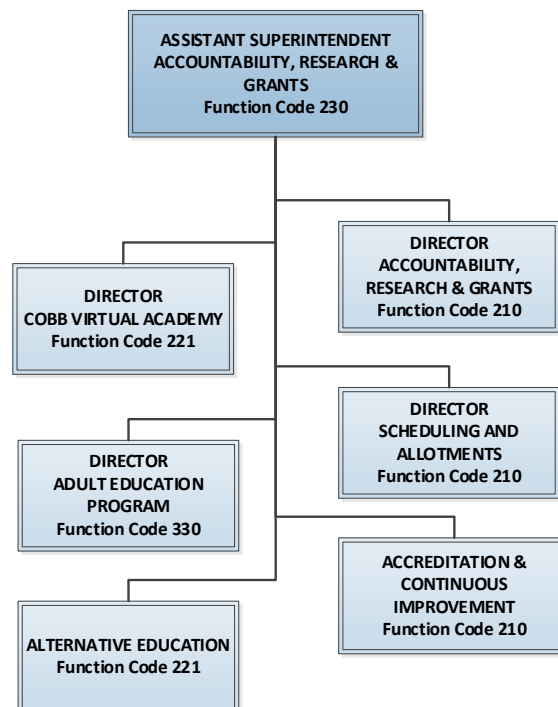 ASSISTANT SUPERINTENDENT
ACCOUNTABILITY, RESEARCH &
GRANTS
Function Code 230
DIRECTOR
ACCOUNTABILITY,
RESEARCH & GRANTS
Function Code 210
DIRECTOR
COBB VIRTUAL ACADEMY
Function Code 221
DIRECTOR
SCHEDULING AND
ALLOTMENTS
Function Code 210
DIRECTOR
ADULT EDUCATION
PROGRAM
Function Code 330
ACCREDITATION &
CONTINUOUS
IMPROVEMENT
Function Code 210
ALTERNATIVE EDUCATION
Function Code 221